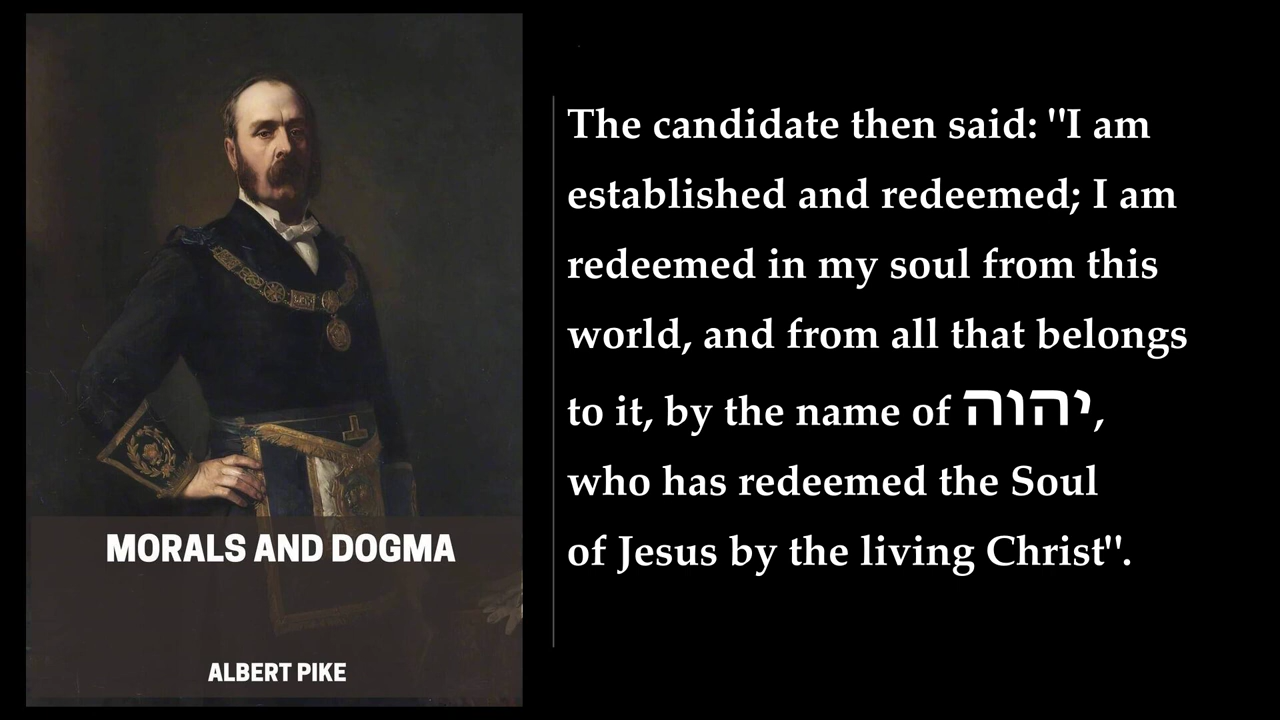 MORALS AND DOGMA
ALBERT PIKE
The candidate then said: "I am
established and redeemed; I am
redeemed in my soul from this
world, and from all that belongs
to it, by the name of יהוה,
who has redeemed the Soul
of Jesus by the living Christ".